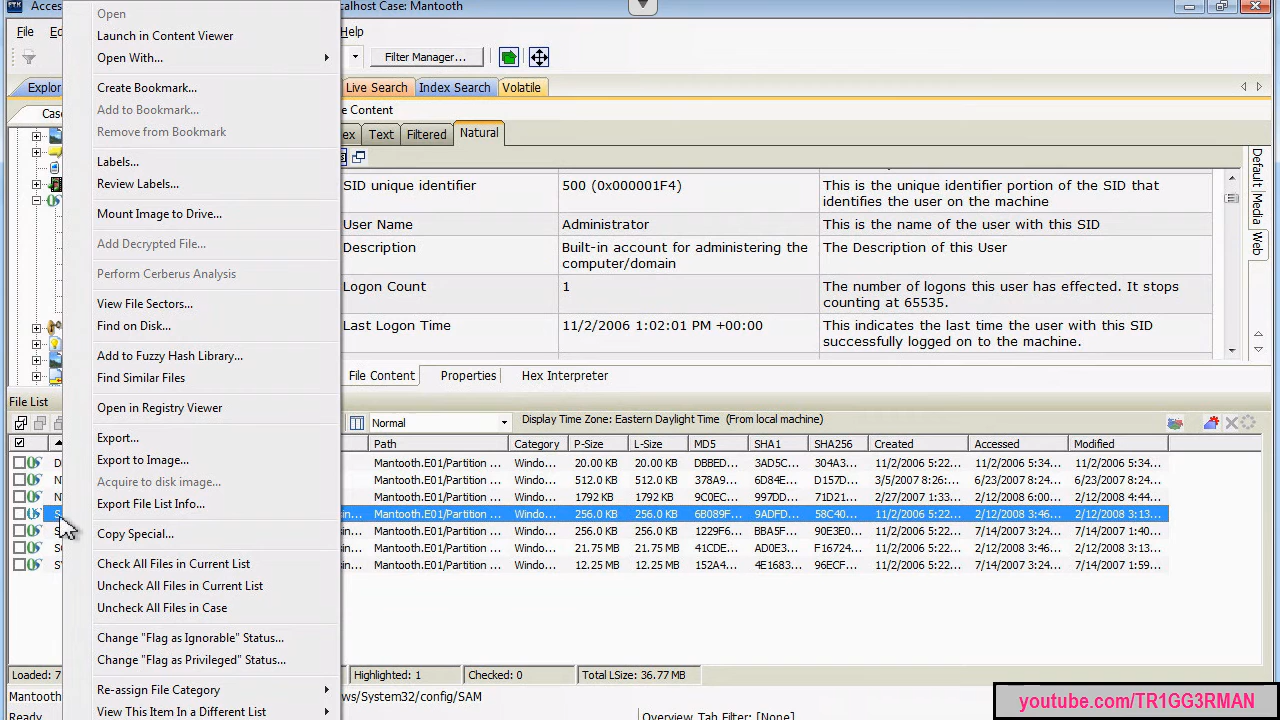 Acces
localhost Case: Mantooth
File
Ed
Help
Filter Manager...
Explor
Live Search
Index Search
Volatile
Case
e Content
ex
Text
Filtered
Natural
Default
Media
Web
Open
Launch in Content Viewer
Open With...
Create Bookmark...
Add to Bookmark...
Remove from Bookmark
Labels...
Review Labels...
Mount Image to Drive...
Add Decrypted File...
Perform Cerberus Analysis
View File Sectors...
Find on Disk...
Add to Fuzzy Hash Library...
Find Similar Files
Open in Registry Viewer
Export...
Export to Image...
Acquire to disk image...
Export File List Info...
Copy Special...
Check All Files in Current List
Uncheck All Files in Current List
Uncheck All Files in Case
Change "Flag as Ignorable" Status...
Change "Flag as Privileged" Status...
Re-assign File Category
View This Item in a Different List
SID unique identifier 500 (0x000001F4) This is the unique identifier portion of the SID that
identifies the user on the machine
User Name Administrator This is the name of the user with this SID
Description Built-in account for administering the The Description of this User
computer/domain
Logon Count 1 The number of logons this user has effected. It stops
counting at 65535.
Last Logon Time 11/2/2006 1:02:01 PM +00:00 This indicates the last time the user with this SID
successfully logged on to the machine.
File Content
Properties
Hex Interpreter
File List
Normal
Display Time Zone: Eastern Daylight Time (From local machine)
Path Category P-Size L-Size MD5 SHA1 SHA256 Created Accessed Modified
Mantooth.E01/Partition ... Windo... 20.00 KB 20.00 KB DBBED... 3AD5C... 304A3... 11/2/2006 5:22... 11/2/2006 5:34... 11/2/2006 5:34...
Mantooth.E01/Partition ... Windo... 512.0 KB 512.0 KB 378A9... 6D84E... D157D... 3/5/2007 8:26:... 6/23/2008 7:24... 6/23/2008 7:24...
Mantooth.E01/Partition ... Windo... 1792 KB 1792 KB 9C0EC... 997DD... 71D21... 2/27/2007 1:33... 2/12/2008 4:44... 2/12/2008 4:44...
Mantooth.E01/Partition ... Windo... 256.0 KB 256.0 KB 6B089F... 9ADFD... 58C40... 11/2/2006 5:22... 2/12/2008 3:46... 2/12/2008 3:13...
Mantooth.E01/Partition ... Windo... 256.0 KB 256.0 KB 1229F6... BBA5F... 90E3E0... 11/2/2006 5:22... 7/14/2007 3:24... 7/14/2007 1:40...
Mantooth.E01/Partition ... Windo... 21.75 MB 21.75 MB 41CDE... AD0E3... F16724... 11/2/2006 5:22... 2/12/2008 3:46... 2/12/2008 3:13...
Mantooth.E01/Partition ... Windo... 12.25 MB 12.25 MB 152A4... 4E1683... 96ECF... 11/2/2006 5:22... 7/14/2007 3:24... 7/14/2007 1:59...
Loaded: 7
Highlighted: 1
Checked: 0
Total LSize: 36.77 MB
Mantooth
ws/System32/config/SAM
Ready
Overview Tab Filter: [None]
youtube.com/TR1GG3RMAN